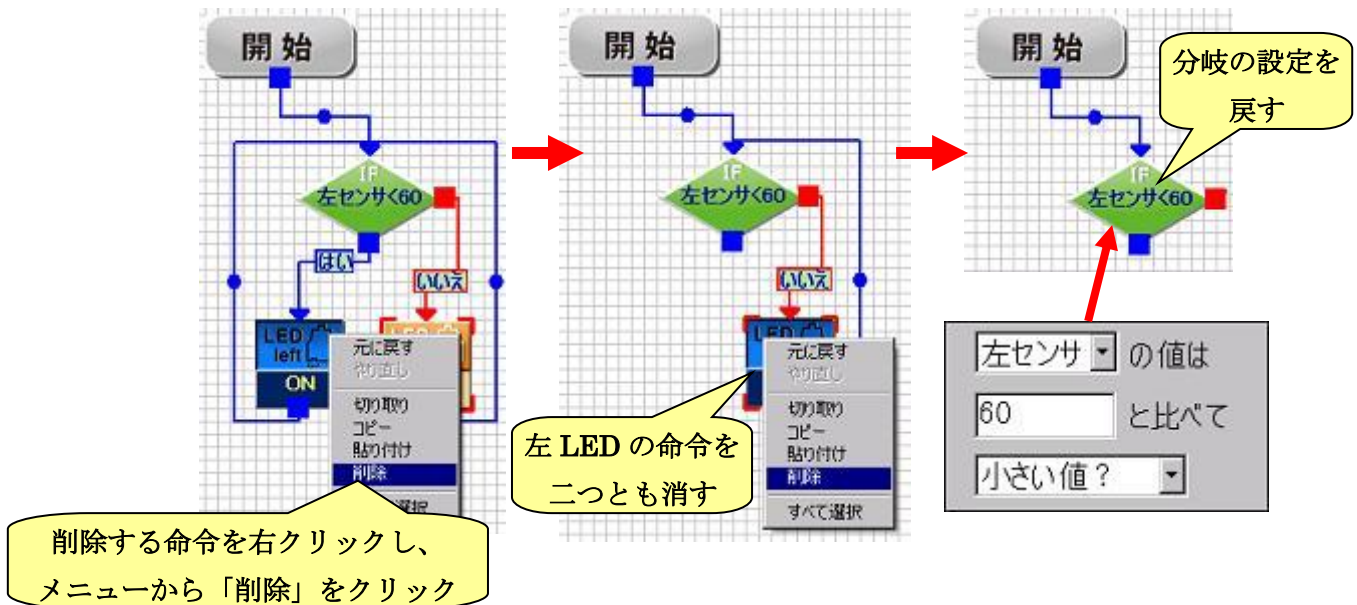 開始
IF
左センサ<60
はい
いいえ
LED
left
ON
元に戻す
やり直し
切り取り
コピー
貼り付け
削除
選択
削除する命令を右クリックし、
メニューから「削除」をクリック
開始
IF
左センサ<60
いいえ
LED
元に戻す
やり直し
切り取り
コピー
貼り付け
削除
すべて選択
左 LED の命令を
二つとも消す
開始
分岐の設定を
戻す
IF
左センサ<60
左センサ の値は
60 と比べて
小さい値？